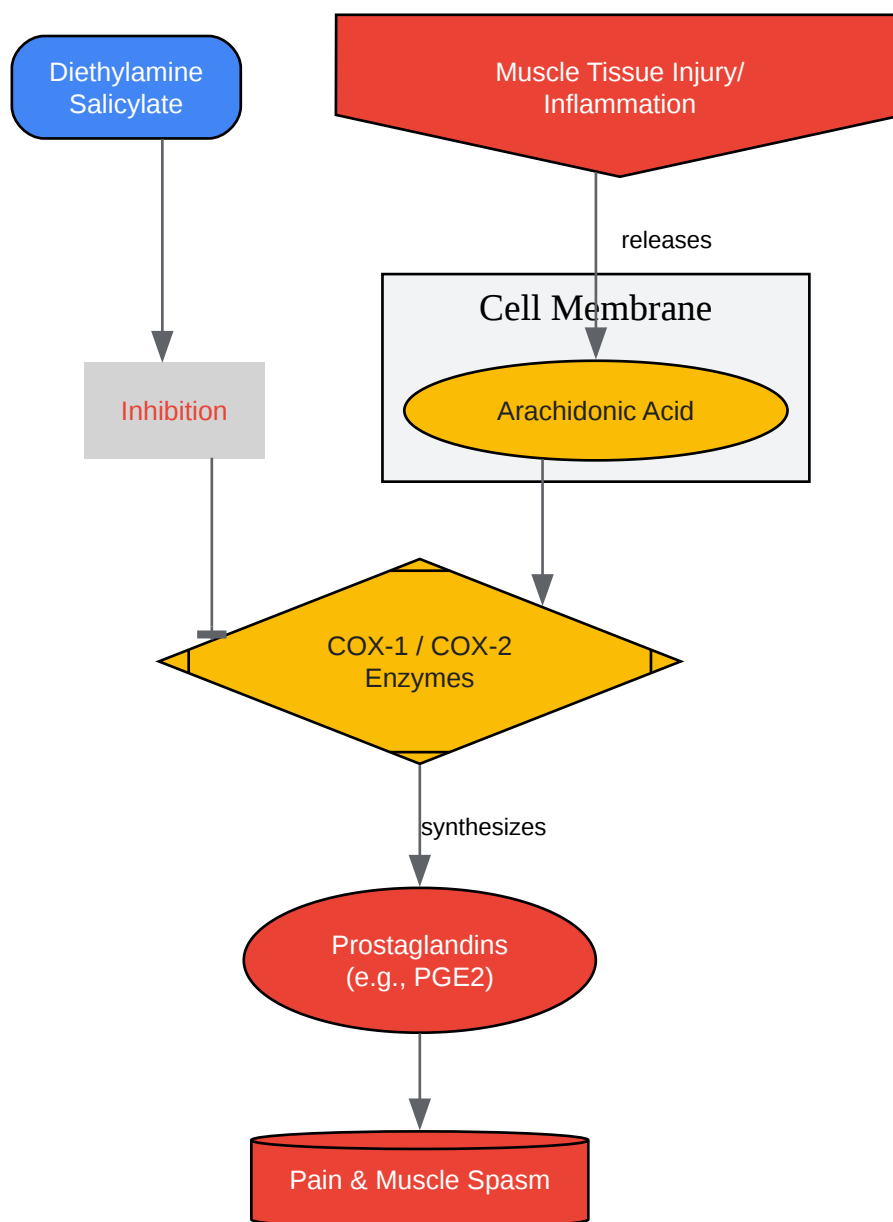 Diethylamine
Salicylate
Muscle Tissue Injury/
Inflammation
releases
Cell Membrane
Inhibition
Arachidonic Acid
COX-1 / COX-2
Enzymes
synthesizes
Prostaglandins
(e.g., PGE2)
Pain & Muscle Spasm